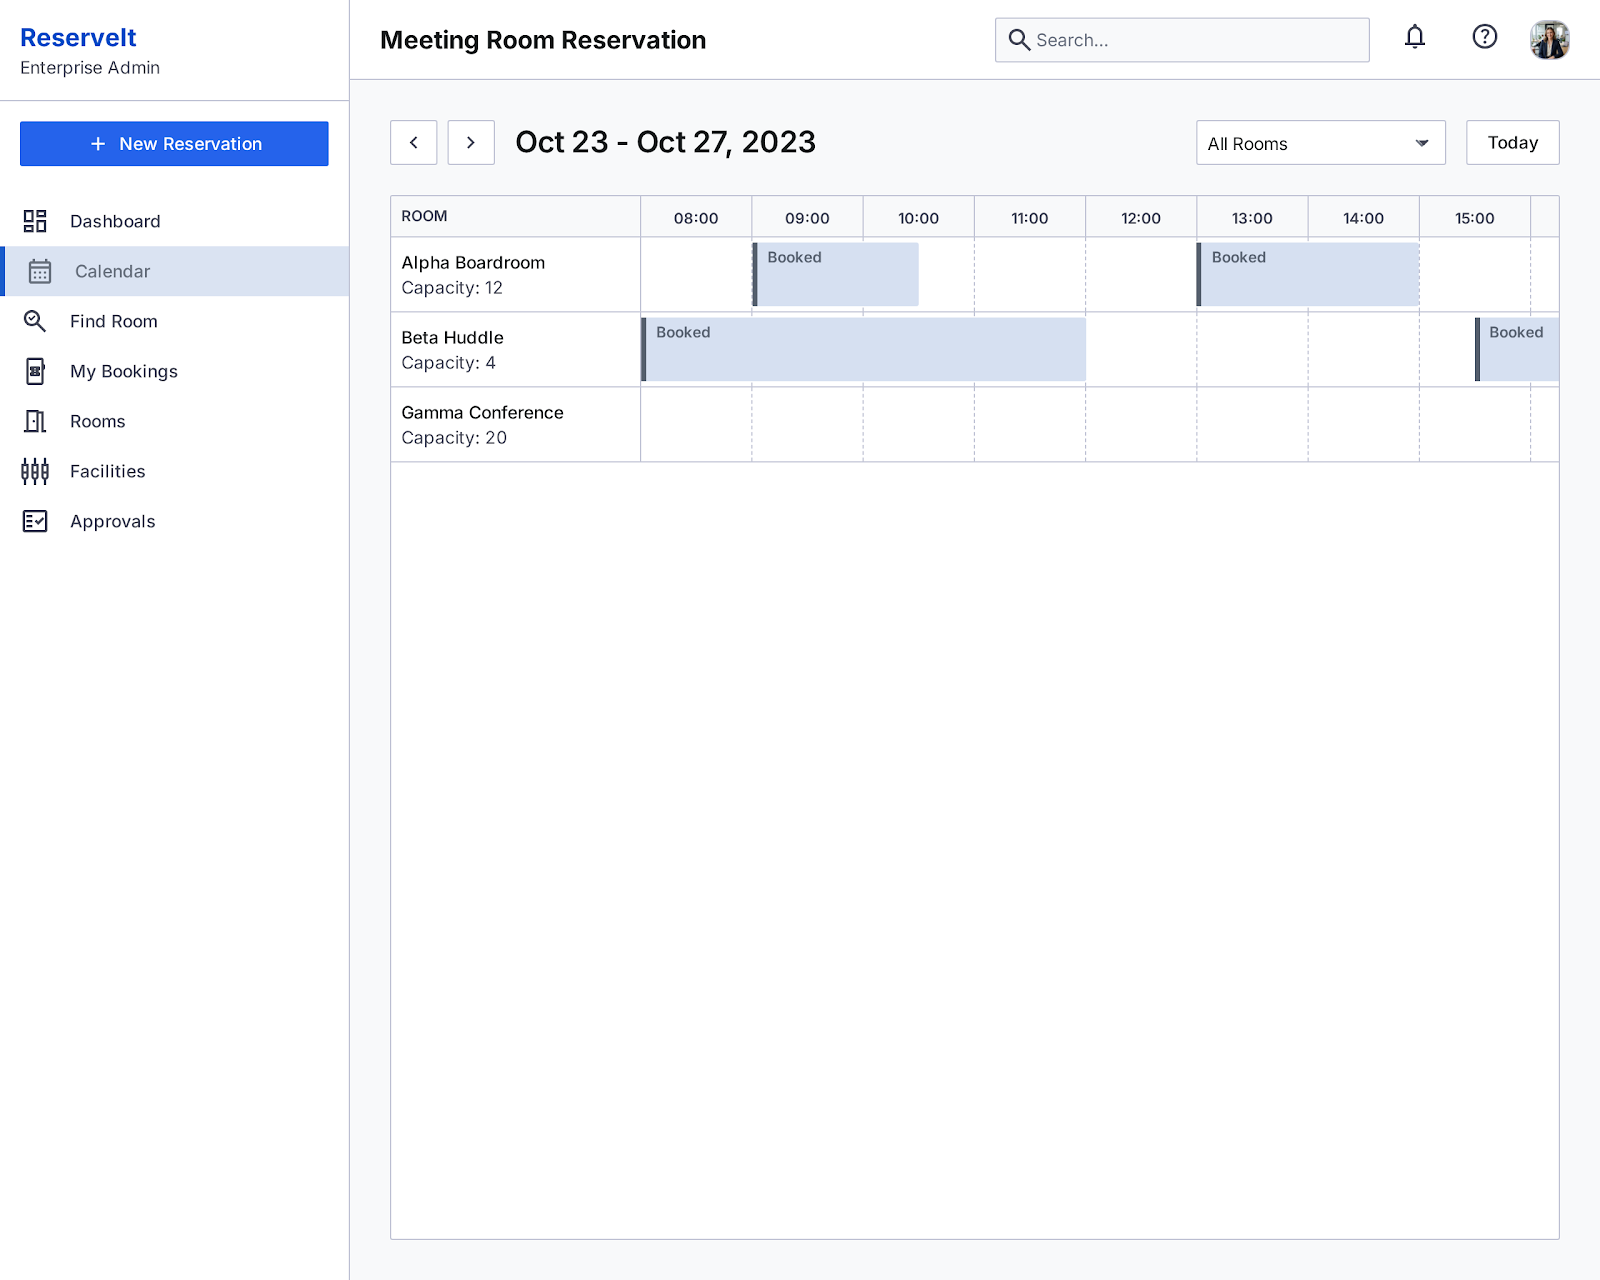 ReserveIt
Enterprise Admin
New Reservation
Dashboard
Calendar
Find Room
My Bookings
Rooms
Facilities
Approvals
Meeting Room Reservation
Search...
Oct 23 - Oct 27, 2023
All Rooms
Today
ROOM 08:00 09:00 10:00 11:00 12:00 13:00 14:00 15:00
Alpha Boardroom
Capacity: 12
Booked Booked
Beta Huddle
Capacity: 4
Booked Booked
Gamma Conference
Capacity: 20